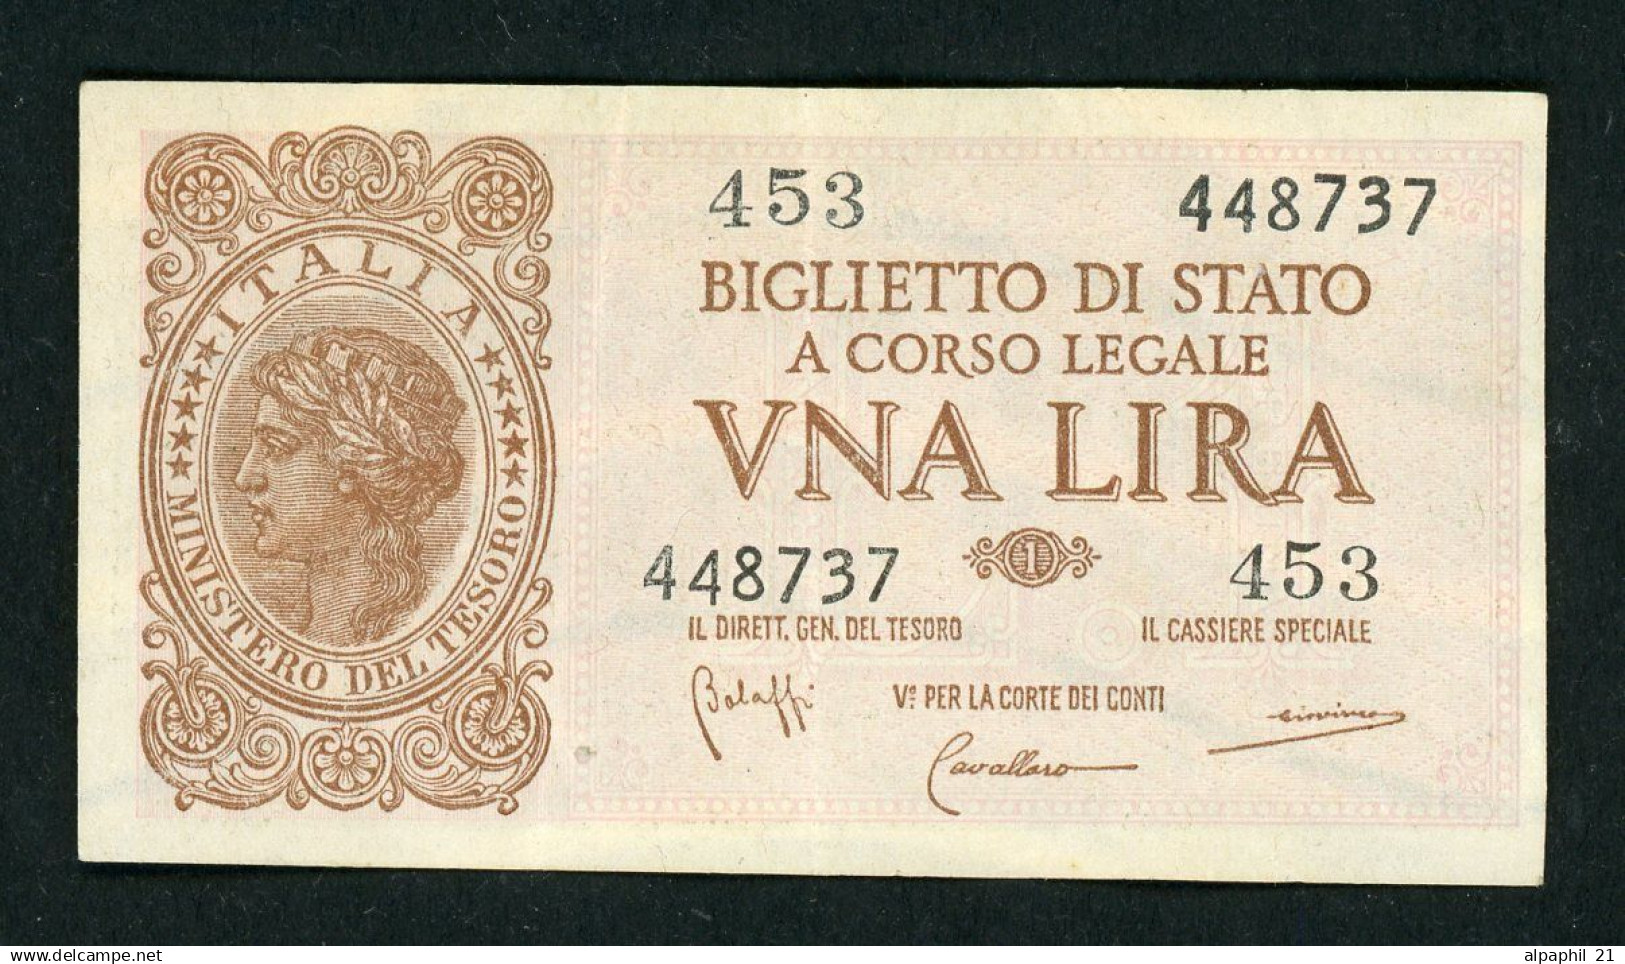 453 448737
ITALIA
MINISTERO DEL TESORO
BIGLIETTO DI STATO
A CORSO LEGALE
VNA LIRA
448737 1 453
IL DIRETT. GEN. DEL TESORO IL CASSIERE SPECIALE
Bolaffi Vº PER LA CORTE DEI CONTI
Cavallaro
delcampe.net
alpaphil 21